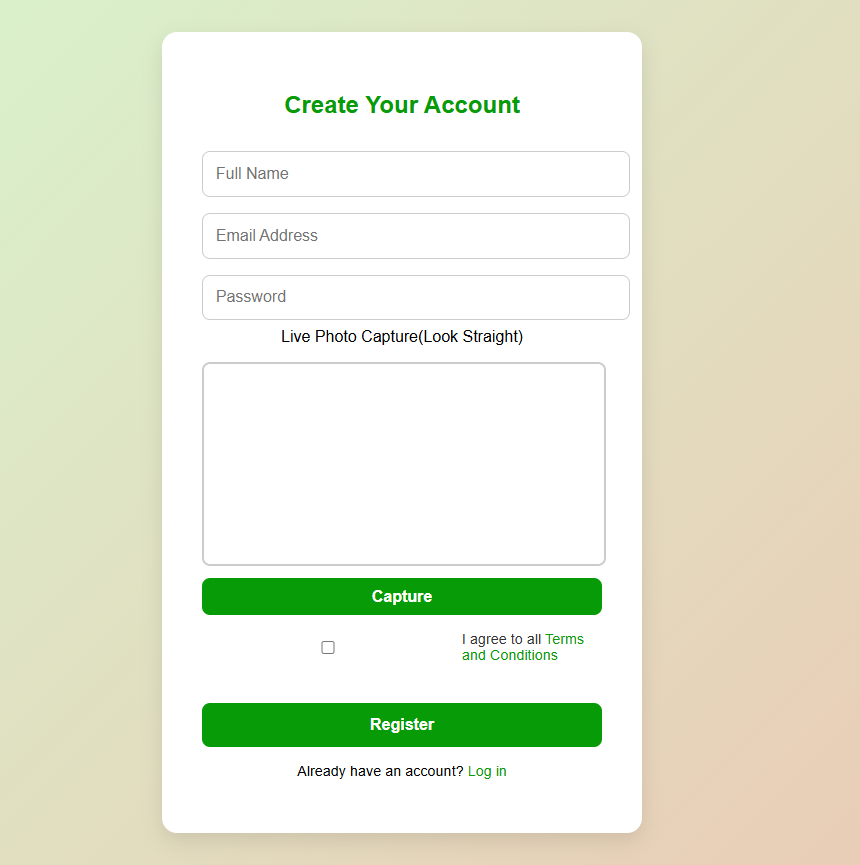 Create Your Account
Full Name
Email Address
Password
Live Photo Capture(Look Straight)
Capture
I agree to all Terms
and Conditions
Register
Already have an account? Log in